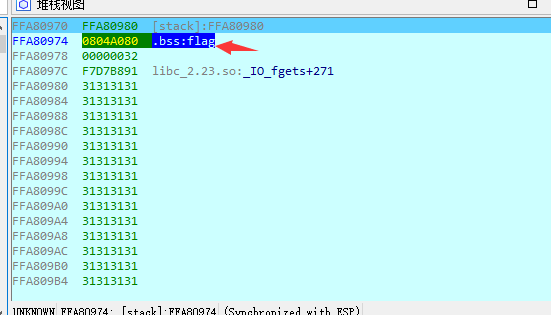 堆栈视图
FFA80970 FFA80980 [stack]:FFA80980
FFA80974 0804A080 .bss:flag
FFA80978 00000032
FFA8097C F7D7B891 libc_2.23.so:_IO_fgets+271
FFA80980 31313131
FFA80984 31313131
FFA80988 31313131
FFA8098C 31313131
FFA80990 31313131
FFA80994 31313131
FFA80998 31313131
FFA8099C 31313131
FFA809A0 31313131
FFA809A4 31313131
FFA809A8 31313131
FFA809AC 31313131
FFA809B0 31313131
FFA809B4 31313131
UNKNOWN FFA80974: [stack]:FFA80974 (Synchronized with ESP)